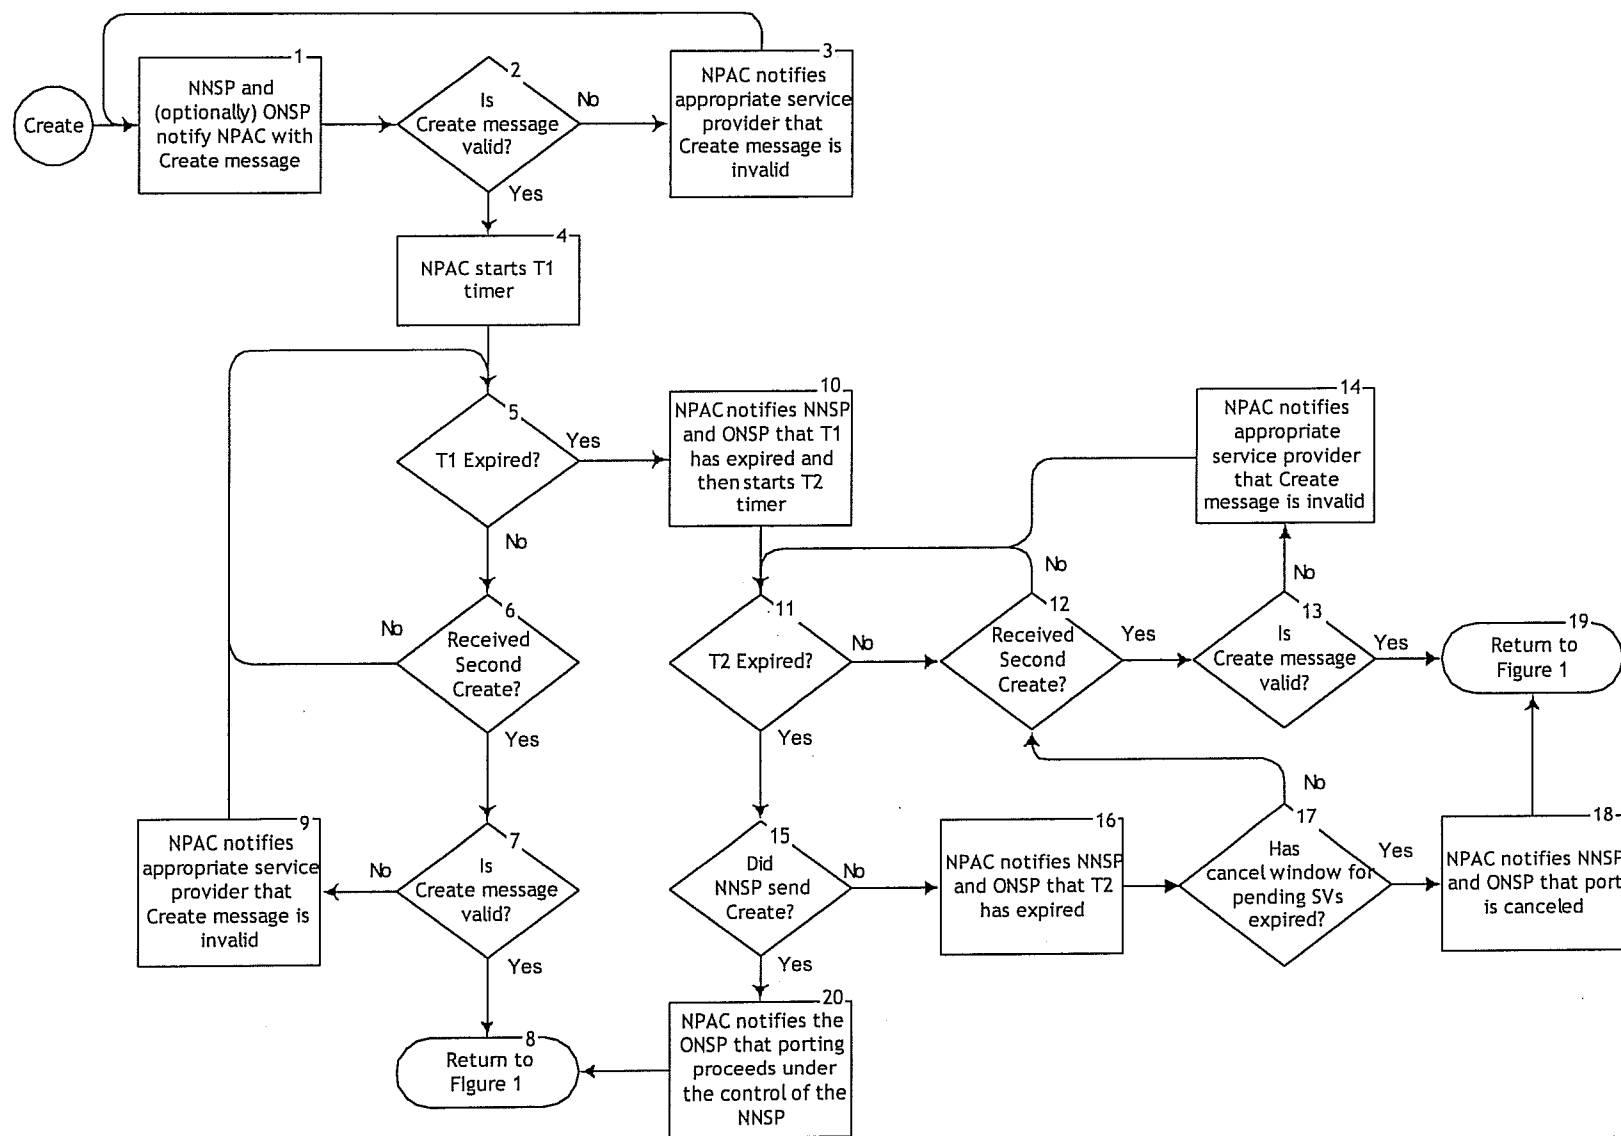 Create
1
NNSP and
(optionally) ONSP
notify NPAC with
Create message
2
Is
Create message
valid?
No
Yes
3
NPAC notifies
appropriate service
provider that
Create message is
invalid
4
NPAC starts T1
timer
5
T1 Expired?
Yes
No
10
NPAC notifies NNSP
and ONSP that T1
has expired and
then starts T2
timer
14
NPAC notifies
appropriate
service provider
that Create
message is invalid
6
Received
Second
Create?
No
Yes
11
T2 Expired?
No
Yes
12
Received
Second
Create?
No
Yes
13
Is
Create message
valid?
No
Yes
19
Return to
Figure 1
9
NPAC notifies
appropriate service
provider that
Create message is
invalid
7
Is
Create message
valid?
No
Yes
15
Did
NNSP send
Create?
No
Yes
16
NPAC notifies NNSP
and ONSP that T2
has expired
17
Has
cancel window for
pending SVs
expired?
No
Yes
18
NPAC notifies NNSP
and ONSP that port
is canceled
8
Return to
Figure 1
20
NPAC notifies the
ONSP that porting
proceeds under
the control of the
NNSP